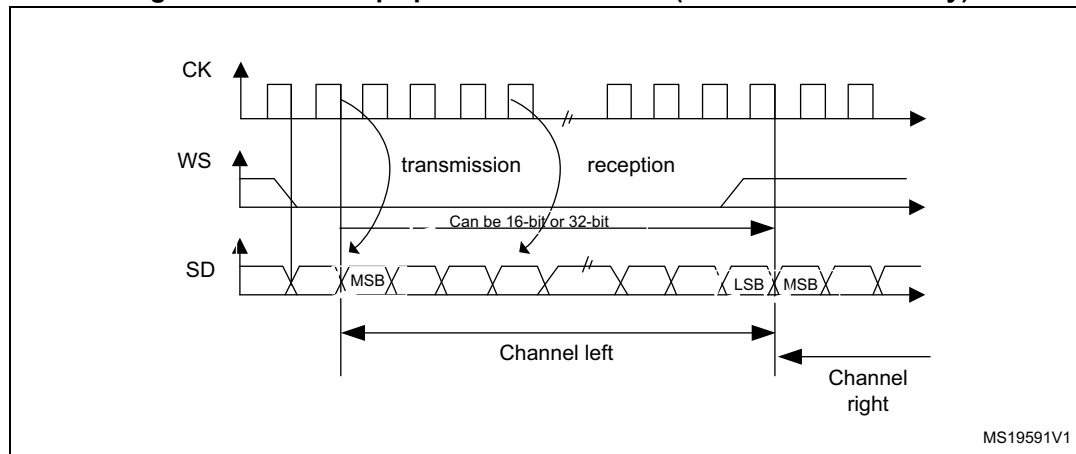 CK
WS
transmission
reception
Can be 16-bit or 32-bit
SD
MSB
LSB
MSB
Channel left
Channel
right
MS19591V1